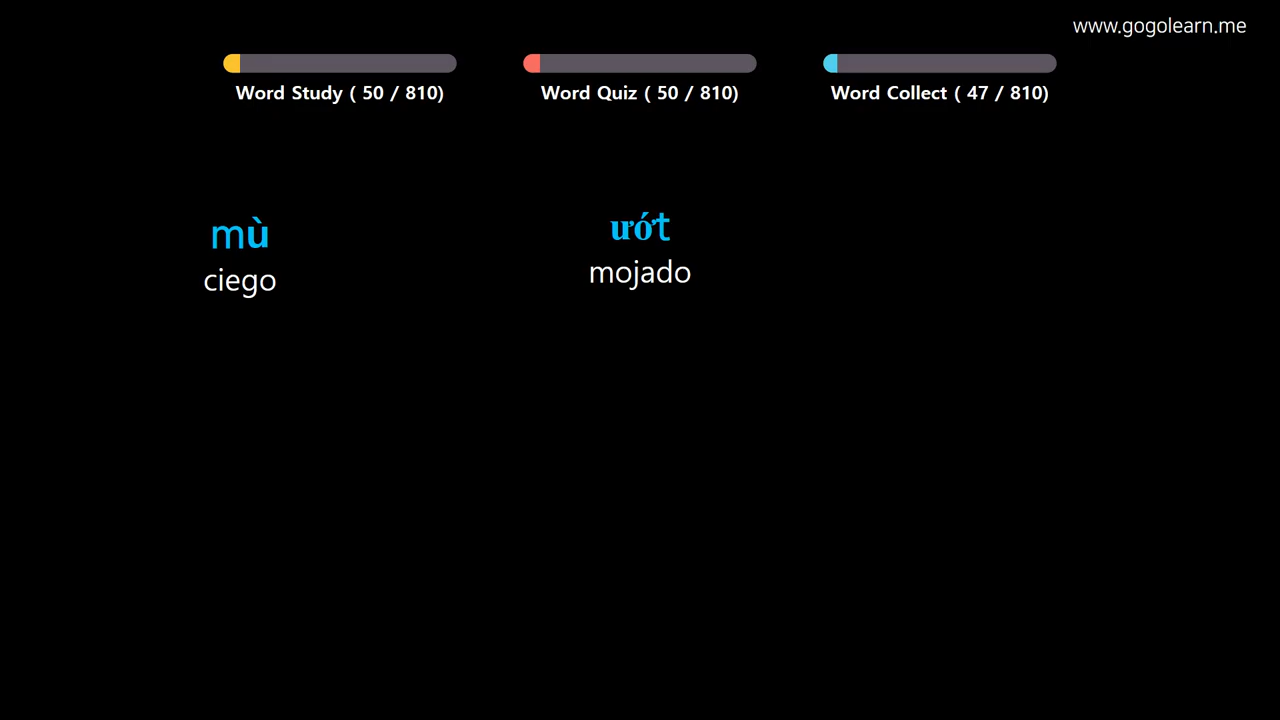 www.gogolearn.me
Word Study ( 50 / 810)
Word Quiz ( 50 / 810)
Word Collect ( 47 / 810)
mù
ciego
ướt
mojado